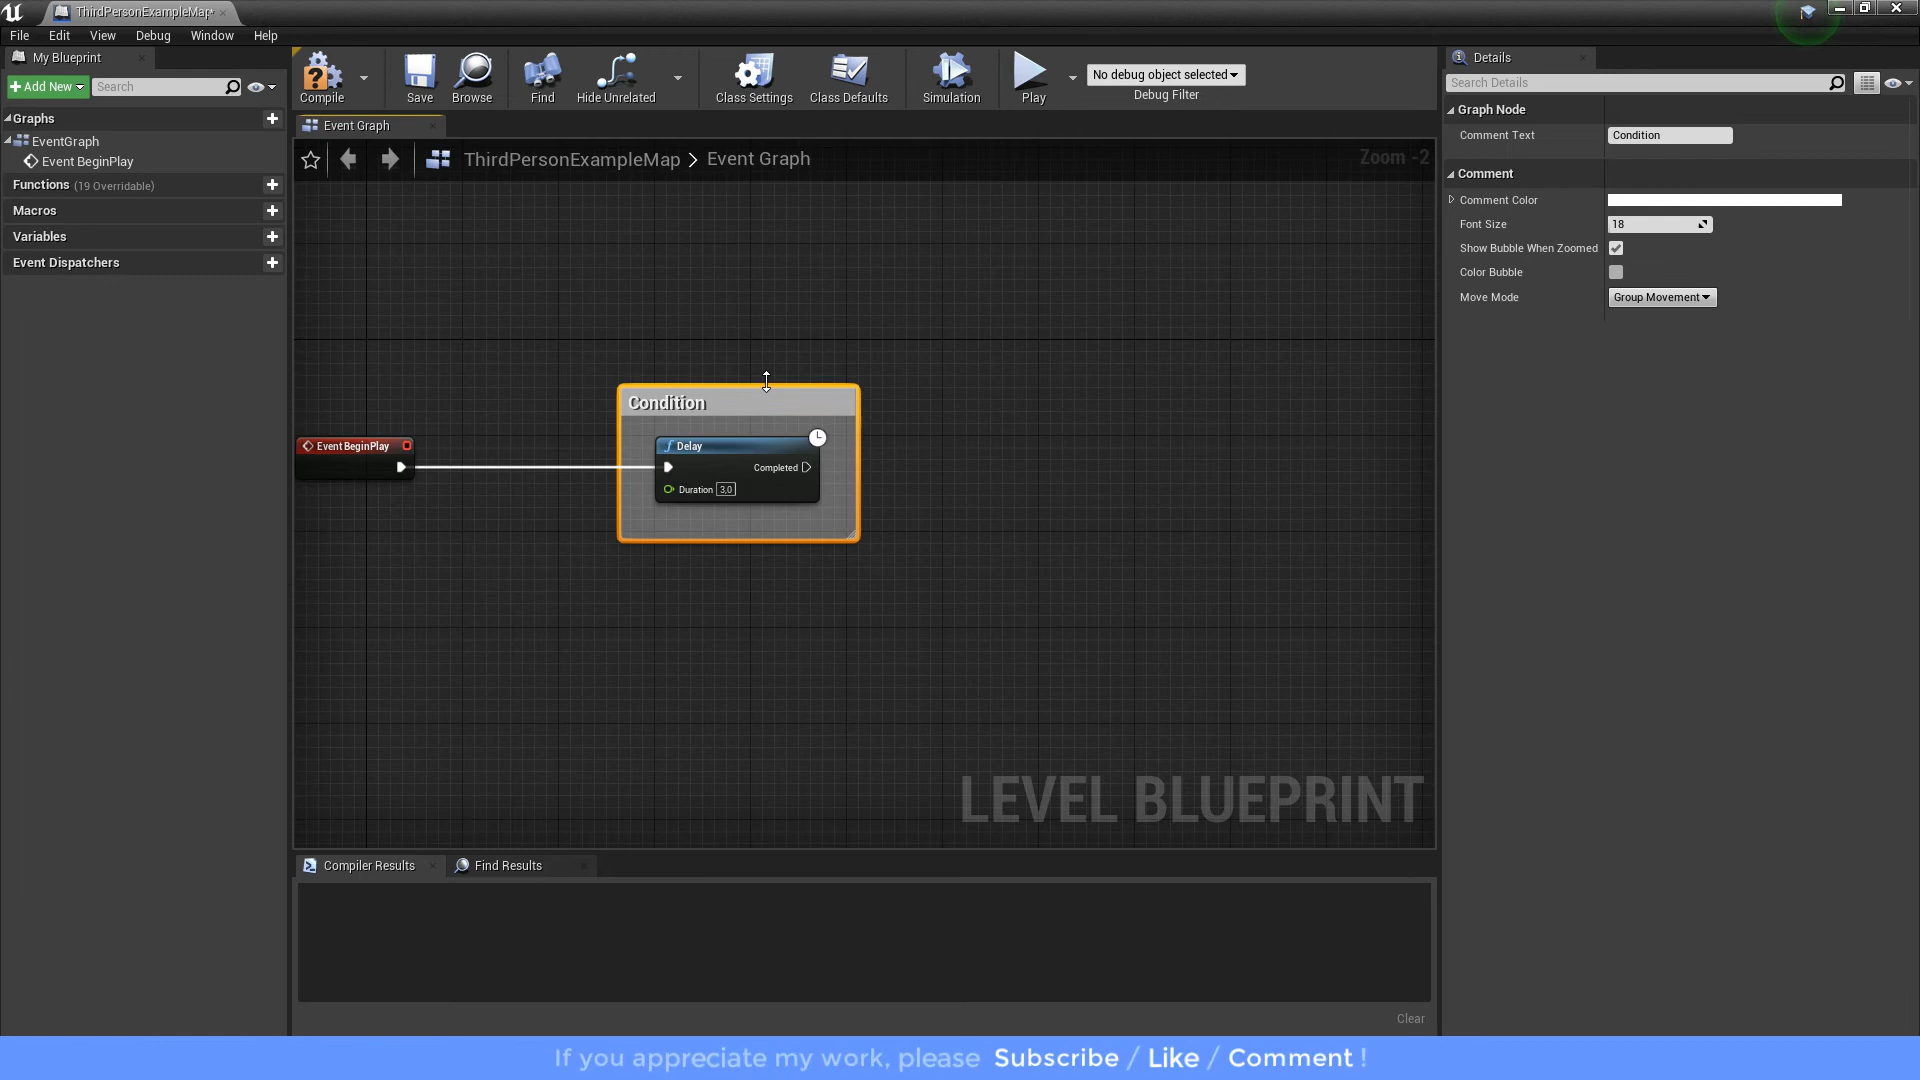 ThirdPersonExampleMap*
File Edit View Debug Window Help
My Blueprint
Add New
Search
Graphs
EventGraph
Event BeginPlay
Functions (19 Overridable)
Macros
Variables
Event Dispatchers
Compile
Save
Browse
Find
Hide Unrelated
Class Settings
Class Defaults
Simulation
Play
No debug object selected
Debug Filter
Event Graph
ThirdPersonExampleMap > Event Graph
Zoom -2
Condition
Event BeginPlay
Delay
Completed
Duration 3,0
LEVEL BLUEPRINT
Compiler Results
Find Results
Clear
Details
Search Details
Graph Node
Comment Text Condition
Comment
Comment Color
Font Size 18
Show Bubble When Zoomed
Color Bubble
Move Mode Group Movement
If you appreciate my work, please Subscribe / Like / Comment !